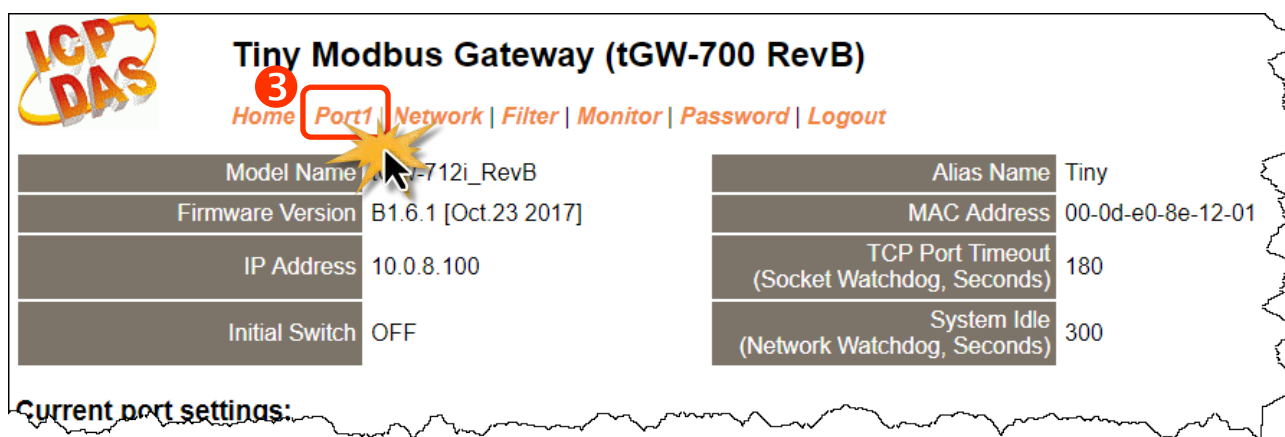 ICP
DAS
Tiny Modbus Gateway (tGW-700 RevB)
3
Home | Port1 | Network | Filter | Monitor | Password | Logout
Model Name -712i_RevB Alias Name Tiny
Firmware Version B1.6.1 [Oct.23 2017] MAC Address 00-0d-e0-8e-12-01
IP Address 10.0.8.100 TCP Port Timeout
(Socket Watchdog, Seconds) 180
Initial Switch OFF System Idle
(Network Watchdog, Seconds) 300
Current port settings: